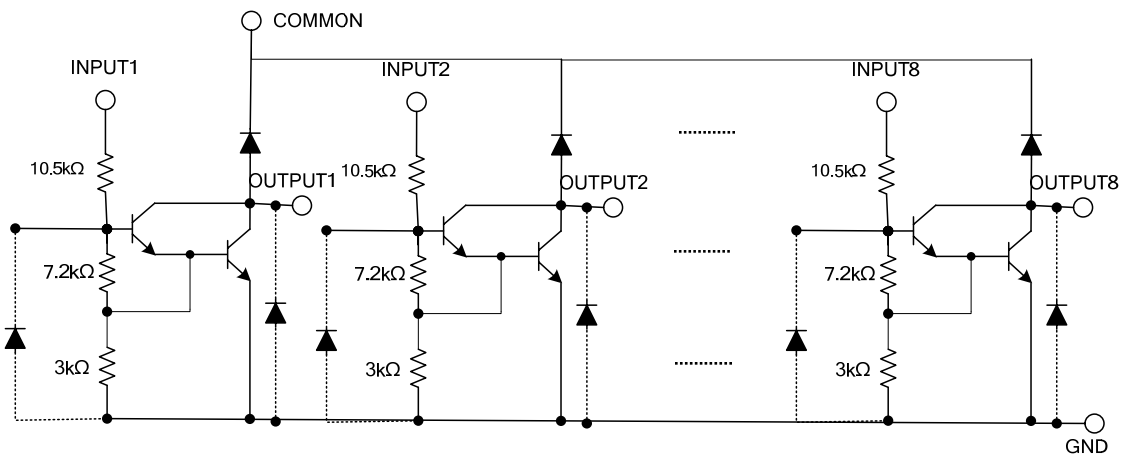 COMMON
INPUT1
INPUT2
INPUT8
10.5kΩ
10.5kΩ
10.5kΩ
OUTPUT1
OUTPUT2
OUTPUT8
7.2kΩ
7.2kΩ
7.2kΩ
3kΩ
3kΩ
3kΩ
GND